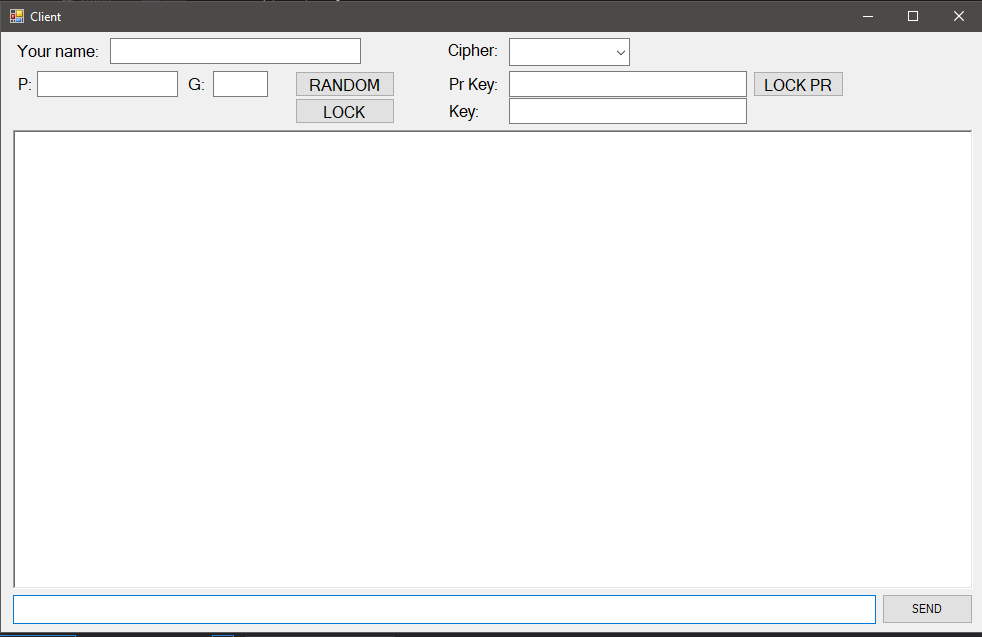 Client
Your name:
Cipher:
P:
G:
RANDOM
Pr Key:
LOCK PR
LOCK
Key:
SEND